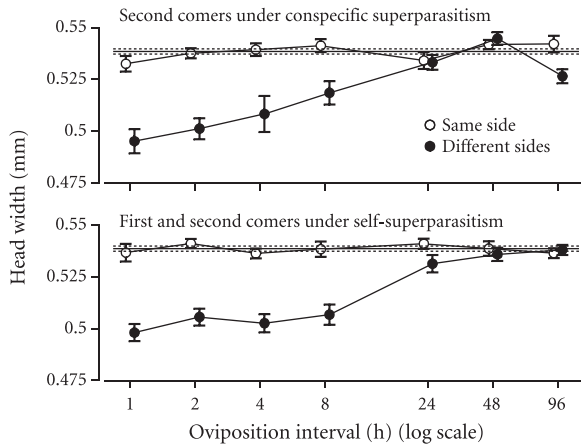 Second comers under conspecific superparasitism
0.55
0.525
0.5
0.475
Same side
Different sides
Head width (mm)
First and second comers under self-superparasitism
0.55
0.525
0.5
0.475
1 2 4 8 24 48 96
Oviposition interval (h) (log scale)